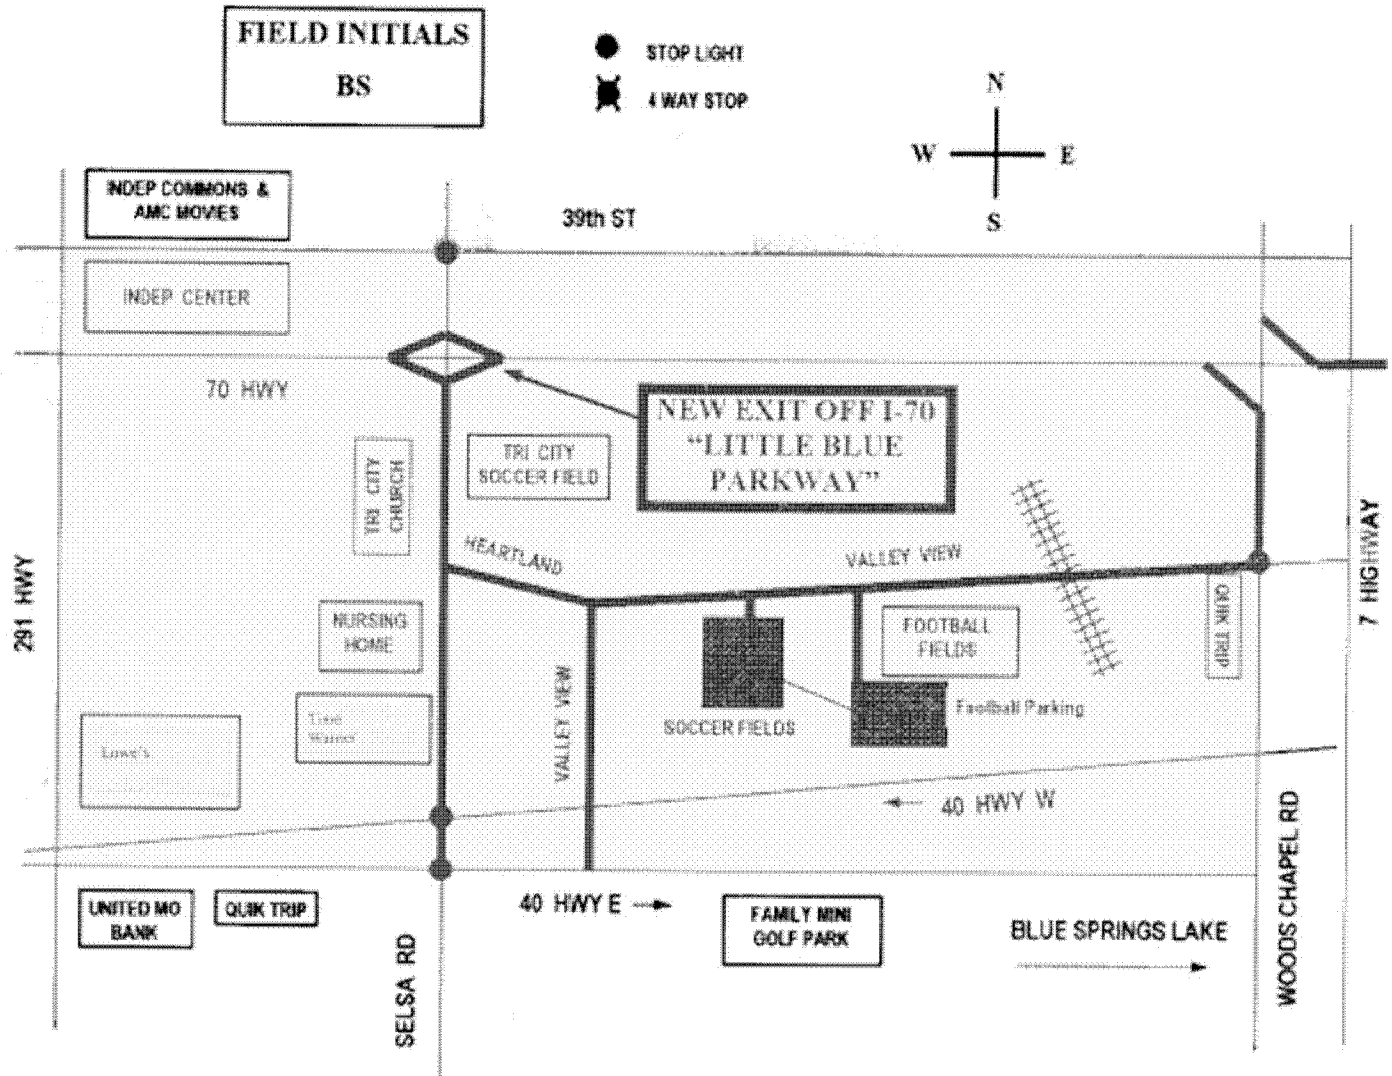 FIELD INITIALS
BS
STOP LIGHT
4 WAY STOP
N
W
E
S
INDEP COMMONS &
AMC MOVIES
39th ST
INDEP CENTER
70 HWY
NEW EXIT OFF I-70
“LITTLE BLUE
PARKWAY”
TRI CITY
SOCCER FIELD
TRI CITY
CHURCH
HEARTLAND
VALLEY VIEW
291 HWY
7 HIGHWAY
NURSING
HOME
FOOTBALL
FIELDS
QUIK TRIP
VALLEY VIEW
SOCCER FIELDS
Football Parking
Time
Warner
Lowe's
40 HWY W
UNITED MO
BANK
QUIK TRIP
40 HWY E
FAMILY MINI
GOLF PARK
BLUE SPRINGS LAKE
SELSA RD
WOODS CHAPEL RD